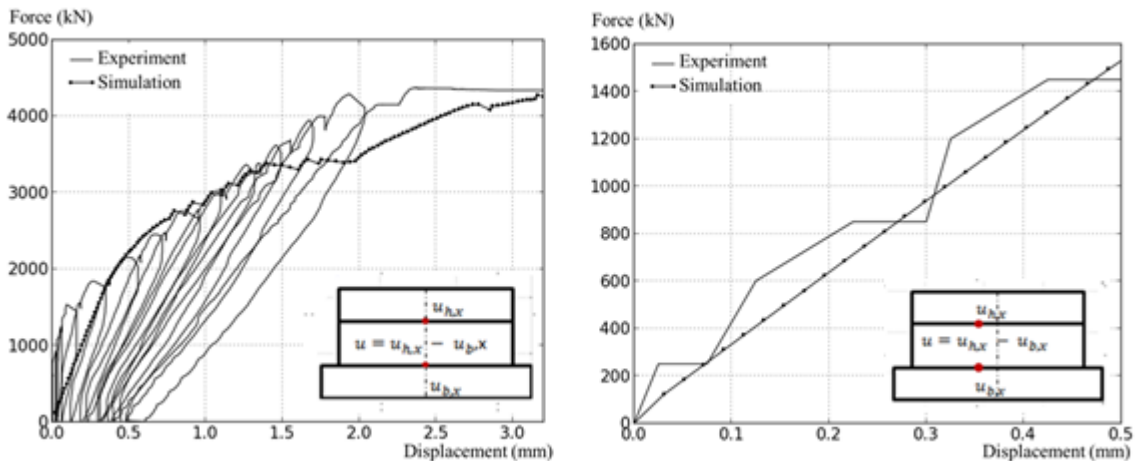 Force (kN)
5000
4000
3000
2000
1000
0
0.0 0.5 1.0 1.5 2.0 2.5 3.0
Displacement (mm)
Experiment
Simulation
u_{h,x}
u = u_{h,x} - u_{b,x}
u_{b,x}
Force (kN)
1600
1400
1200
1000
800
600
400
200
0
0.0 0.1 0.2 0.3 0.4 0.5
Displacement (mm)
Experiment
Simulation
u_{h,x}
u = u_{h,x} - u_{b,x}
u_{b,x}